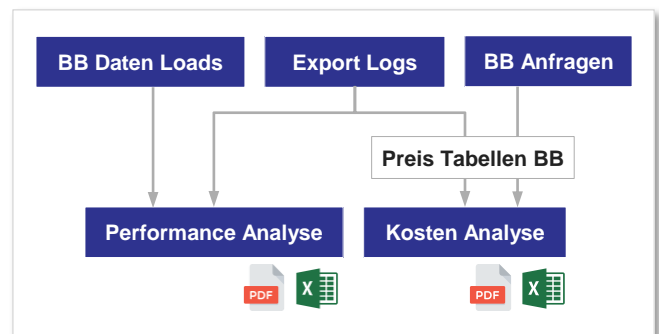 BB Daten Loads
Export Logs
BB Anfragen
Preis Tabellen BB
Performance Analyse
Kosten Analyse
PDF
X
PDF
X